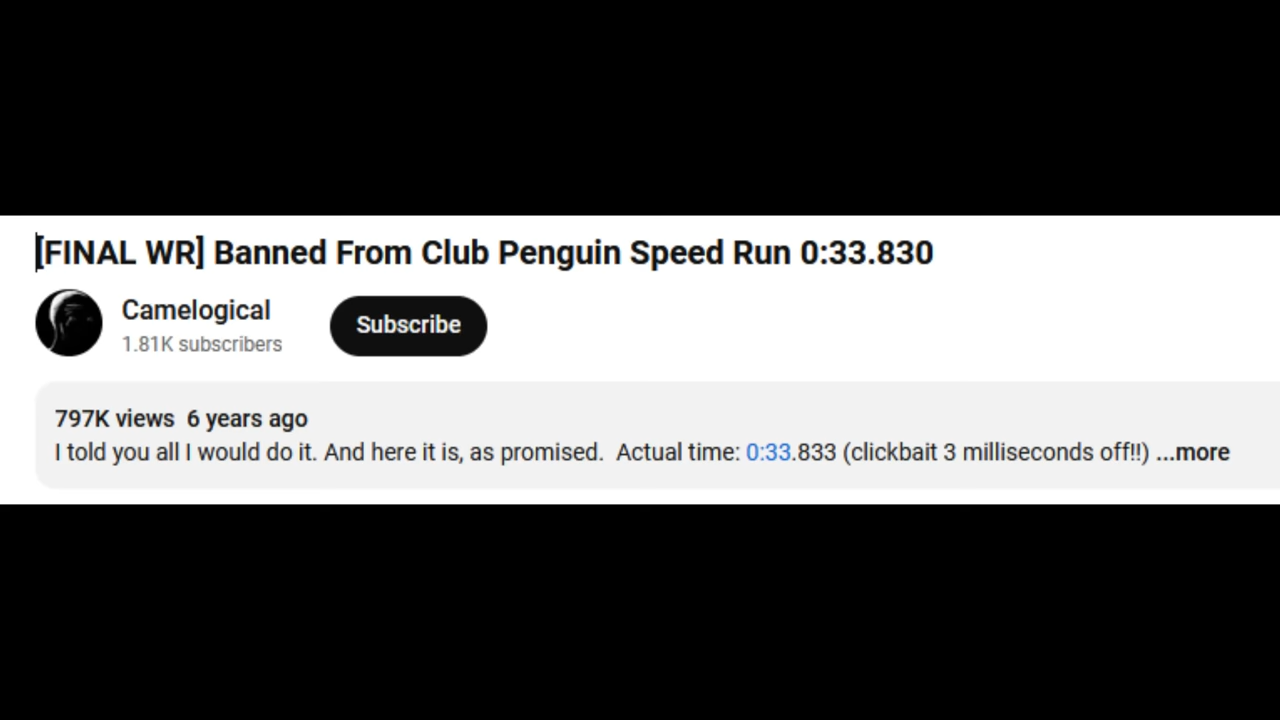 [FINAL WR] Banned From Club Penguin Speed Run 0:33.830
Camelogical
1.81K subscribers
Subscribe
797K views  6 years ago
I told you all I would do it. And here it is, as promised.  Actual time: 0:33.833 (clickbait 3 milliseconds off!!) ...more